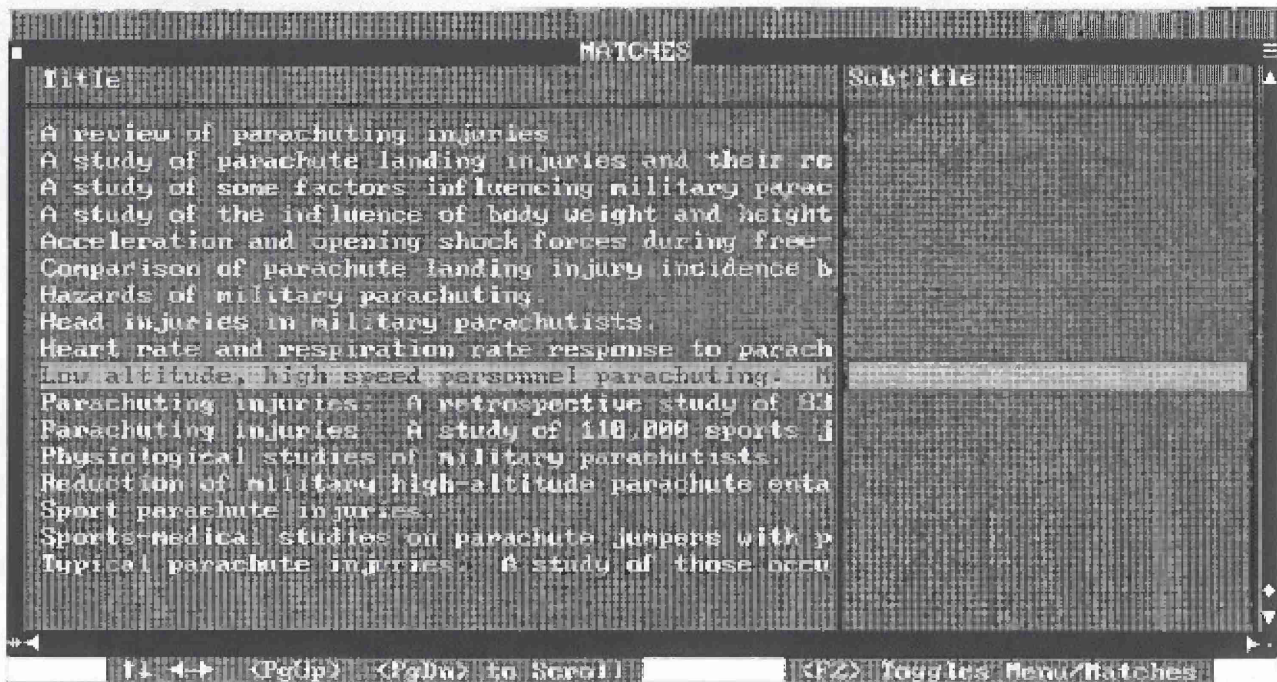 MATCHES
Title Subtitle
A review of parachuting injuries
A study of parachute landing injuries and their re
A study of some factors influencing military parac
A study of the influence of body weight and height
Acceleration and opening shock forces during free-
Comparison of parachute landing injury incidence b
Hazards of military parachuting.
Head injuries in military parachutists.
Heart rate and respiration rate response to parach
Low altitude, high speed personnel parachuting. M
Parachuting injuries. A retrospective study of 83
Parachuting injuries A study of 110,000 sports j
Physiological studies of military parachutists.
Reduction of military high-altitude parachute enta
Sport parachute injuries.
Sports-medical studies on parachute jumpers with p
Typical parachute injuries. A study of those occu
↑↓ ◄-► <PgUp> <PgDn> to Scroll <F2> Toggles Menu/Matches